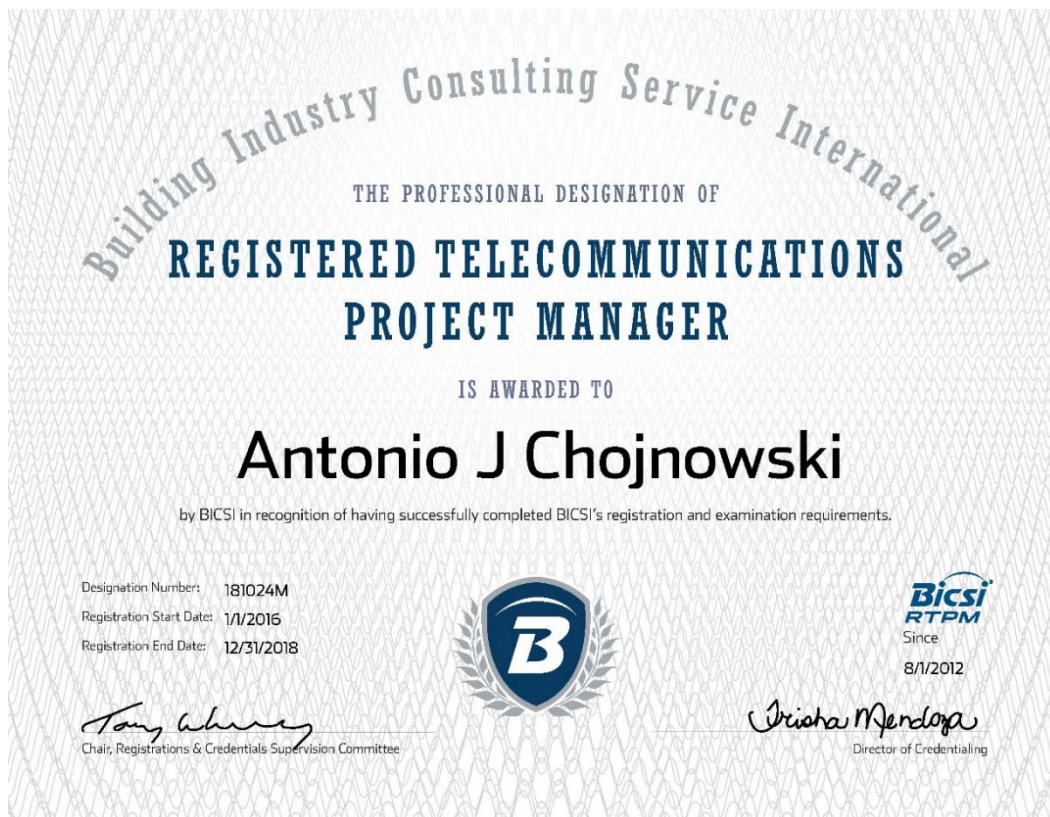 Building Industry Consulting Service International
THE PROFESSIONAL DESIGNATION OF
REGISTERED TELECOMMUNICATIONS
PROJECT MANAGER
IS AWARDED TO
Antonio J Chojnowski
by BICSI in recognition of having successfully completed BICSI's registration and examination requirements.
Designation Number: 181024M
Registration Start Date: 1/1/2016
Registration End Date: 12/31/2018
B
Bicsi
RTPM
Since
8/1/2012
Chair, Registrations & Credentials Supervision Committee
Trisha Mendoza
Director of Credentialing